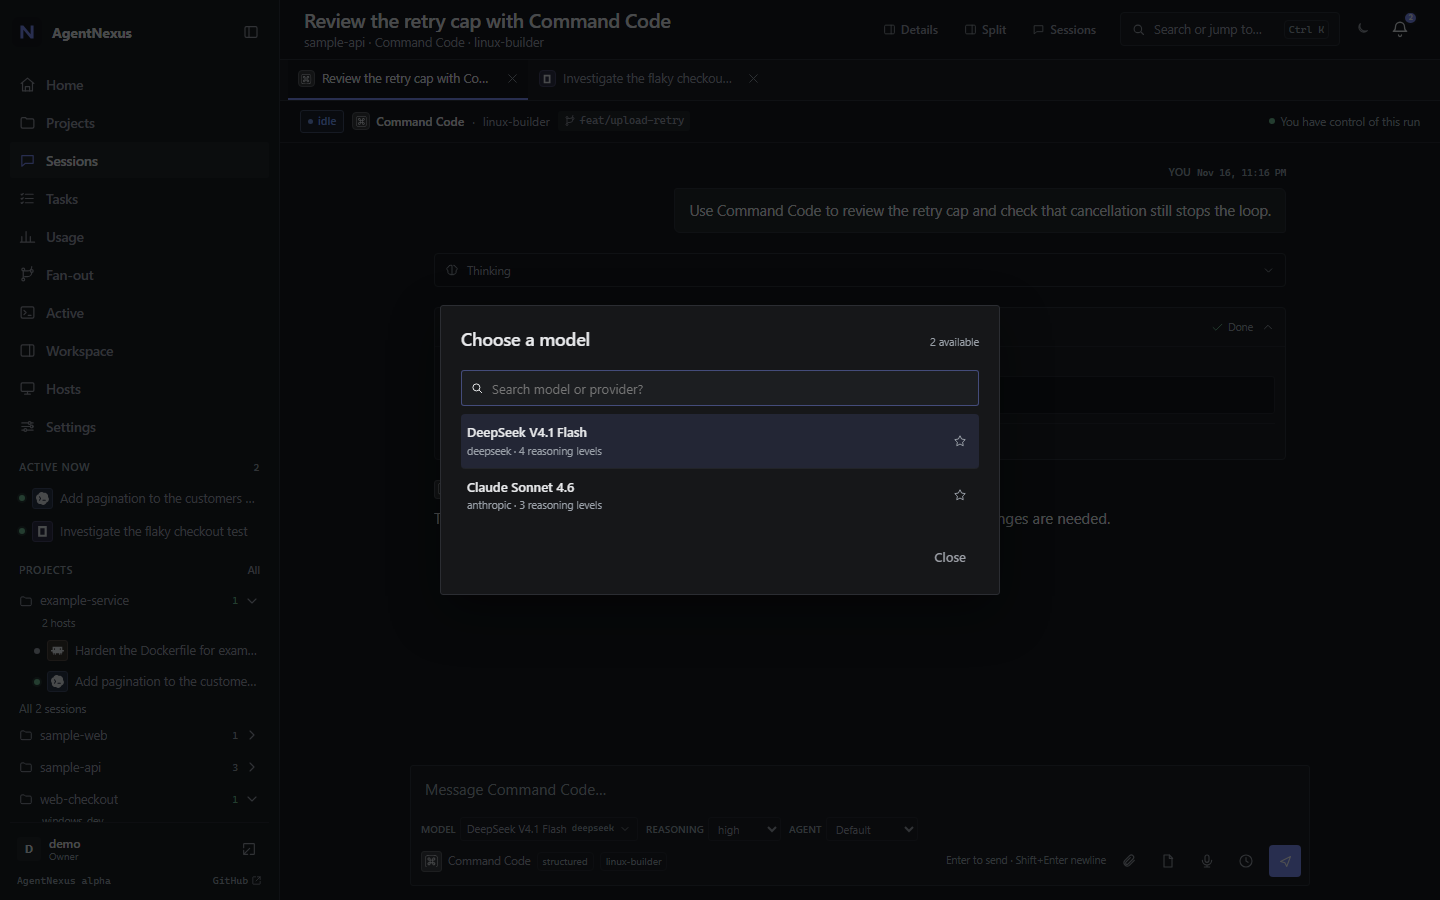 AgentNexus
Home
Projects
Sessions
Tasks
Usage
Fan-out
Active
Workspace
Hosts
Settings
ACTIVE NOW 2
Add pagination to the customers ...
Investigate the flaky checkout test
PROJECTS All
example-service 1
2 hosts
Harden the Dockerfile for exam...
Add pagination to the custome...
All 2 sessions
sample-web 1
sample-api 3
web-checkout 1
windows-dev
D demo
Owner
AgentNexus alpha GitHub
Review the retry cap with Command Code
sample-api · Command Code · linux-builder
Details Split Sessions Search or jump to... Ctrl K 2
Review the retry cap with Co... Investigate the flaky checkou...
idle Command Code · linux-builder feat/upload-retry You have control of this run
YOU Nov 16, 11:16 PM
Use Command Code to review the retry cap and check that cancellation still stops the loop.
Thinking
Done
Choose a model 2 available
Search model or provider?
DeepSeek V4.1 Flash
deepseek · 4 reasoning levels
Claude Sonnet 4.6
anthropic · 3 reasoning levels
nges are needed.
Close
Message Command Code...
MODEL DeepSeek V4.1 Flash deepseek REASONING high AGENT Default
Command Code structured linux-builder Enter to send · Shift+Enter newline